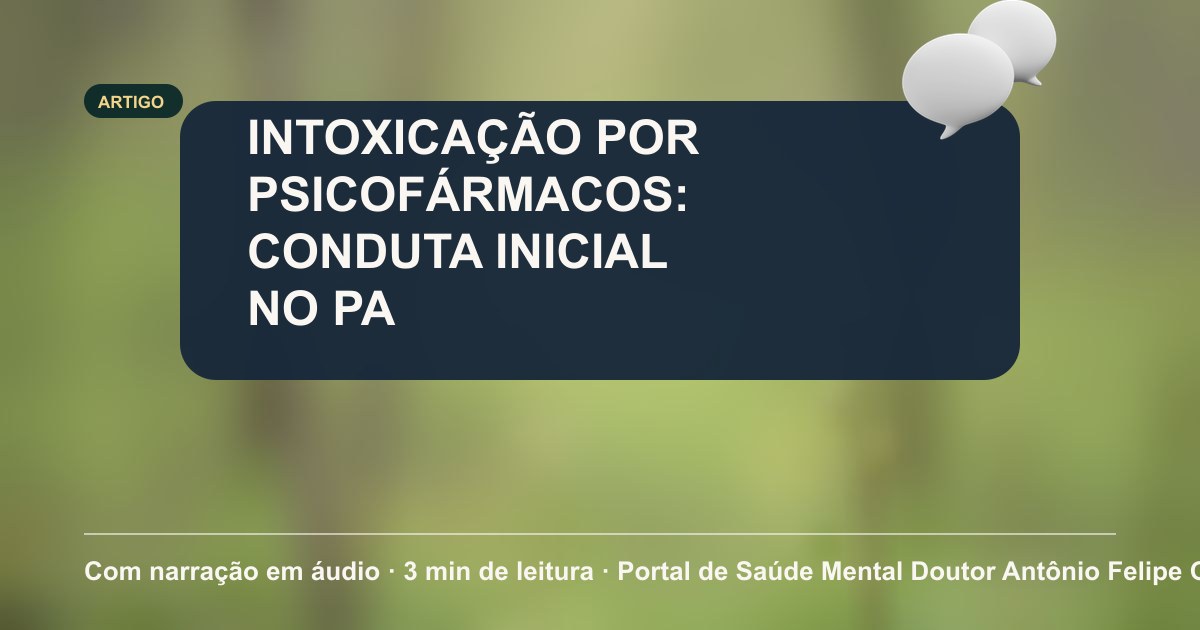 ARTIGO
INTOXICAÇÃO POR
PSICOFÁRMACOS:
CONDUTA INICIAL
NO PA
Com narração em áudio · 3 min de leitura · Portal de Saúde Mental Doutor Antônio Felipe